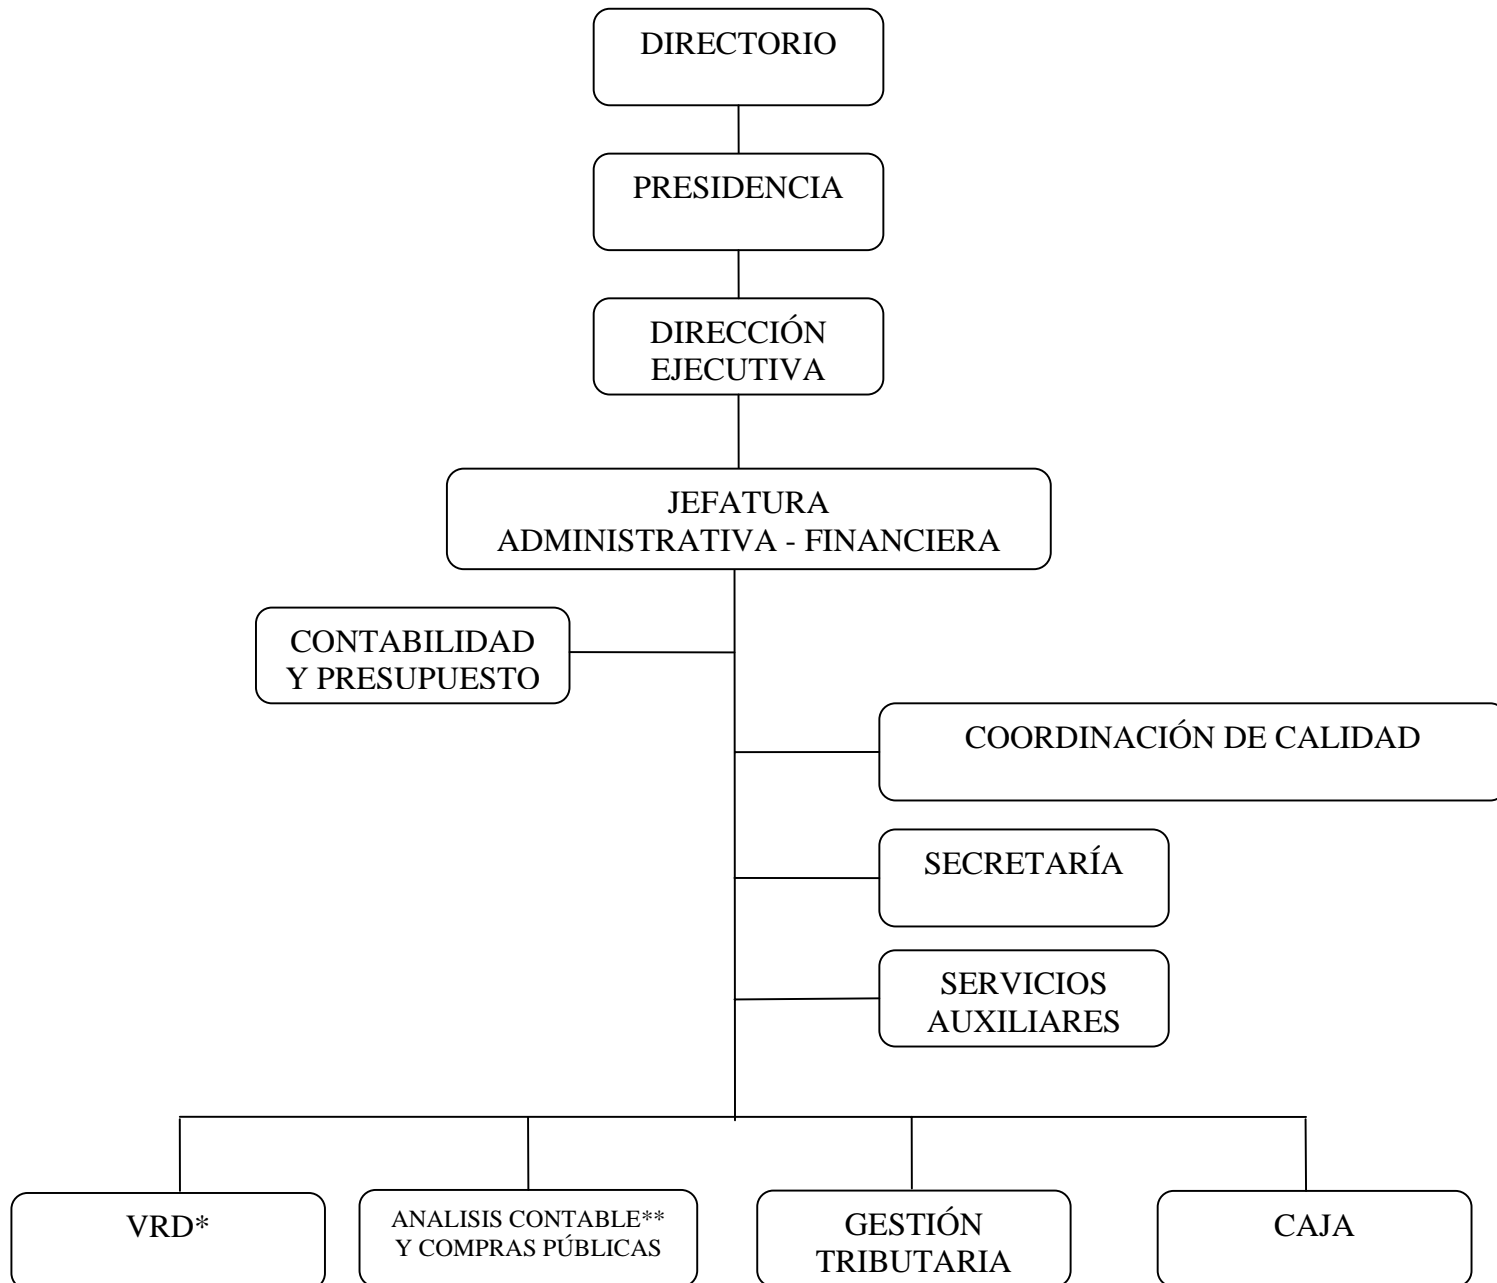 DIRECTORIO
PRESIDENCIA
DIRECCIÓN
EJECUTIVA
JEFATURA
ADMINISTRATIVA - FINANCIERA
CONTABILIDAD
Y PRESUPUESTO
COORDINACIÓN DE CALIDAD
SECRETARÍA
SERVICIOS
AUXILIARES
VRD*
ANALISIS CONTABLE**
Y COMPRAS PÚBLICAS
GESTIÓN
TRIBUTARIA
CAJA